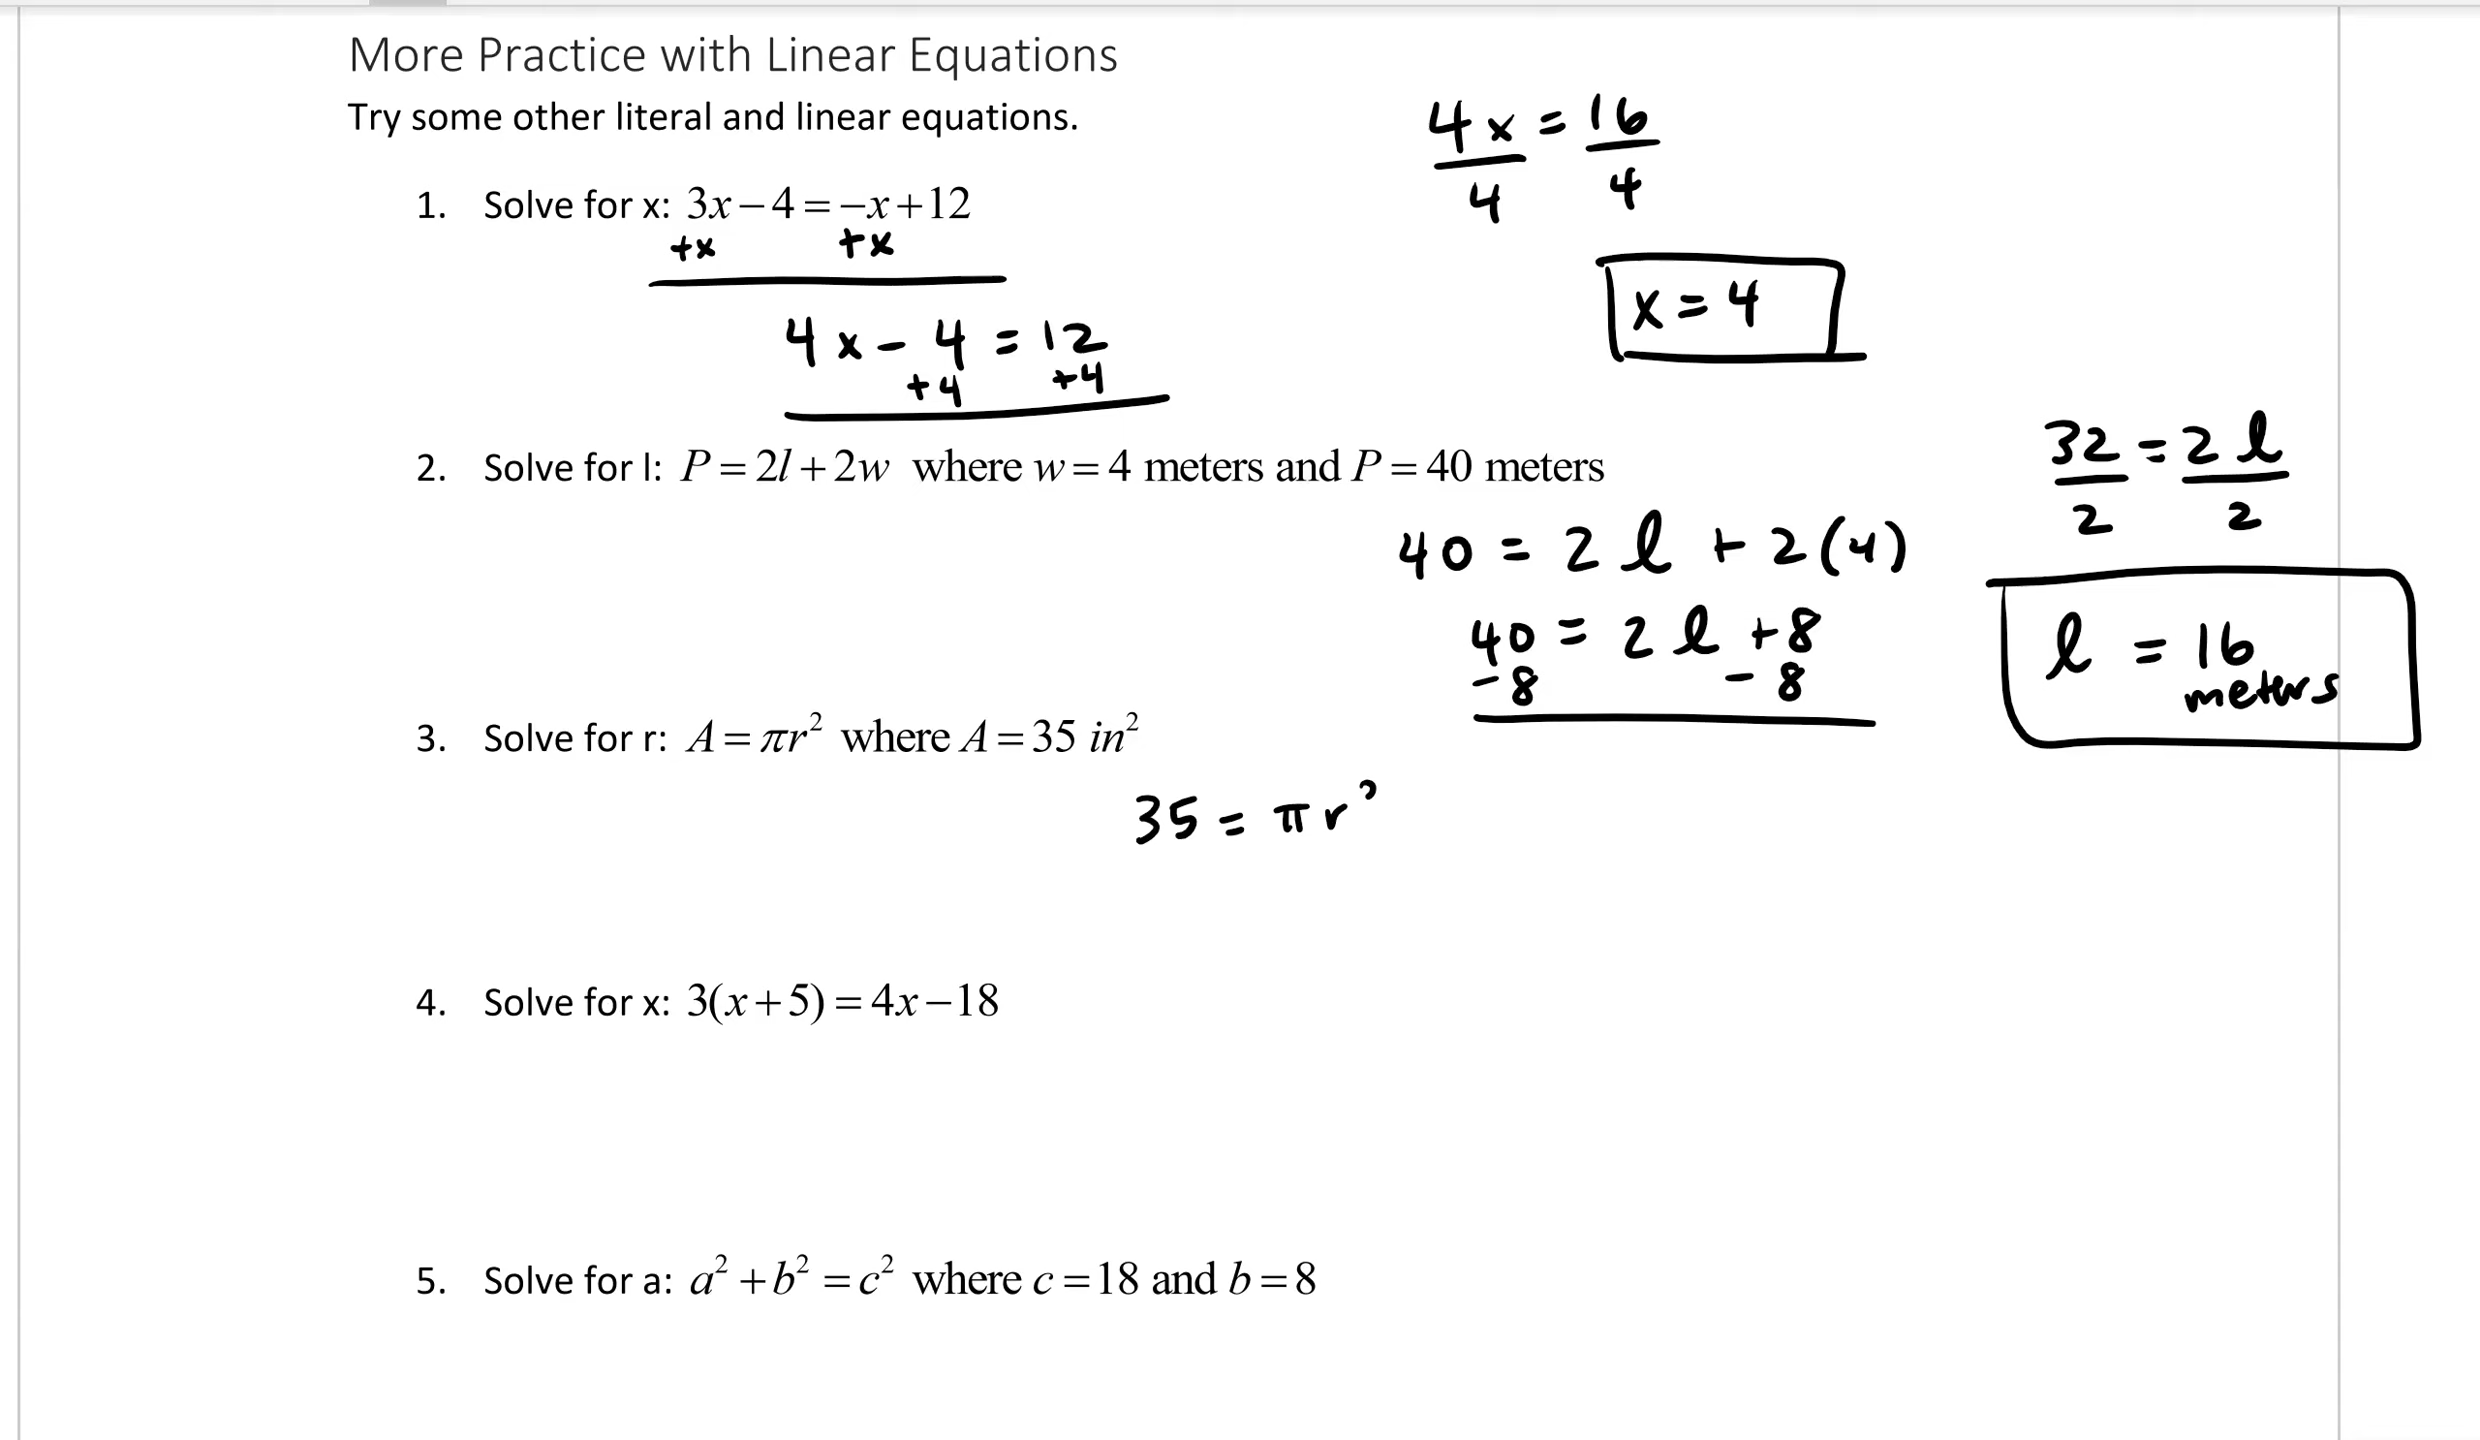 More Practice with Linear Equations
Try some other literal and linear equations.
1. Solve for x: 3x − 4 = −x + 12
+x +x
4x − 4 = 12
+4 +4
4x = 16
4 4
x = 4
2. Solve for l: P = 2l + 2w where w = 4 meters and P = 40 meters
40 = 2l + 2(4)
40 = 2l + 8
−8 −8
32 = 2l
2 2
l = 16
meters
3. Solve for r: A = πr² where A = 35 in²
35 = πr²
4. Solve for x: 3(x + 5) = 4x − 18
5. Solve for a: a² + b² = c² where c = 18 and b = 8